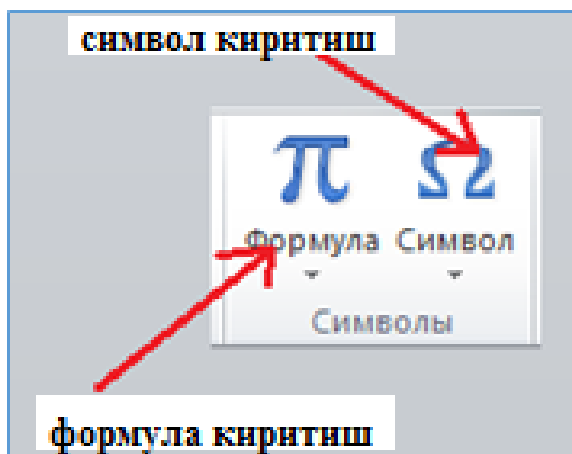 символ киритиш
π Ω
Формула Символ
Символы
формула киритиш